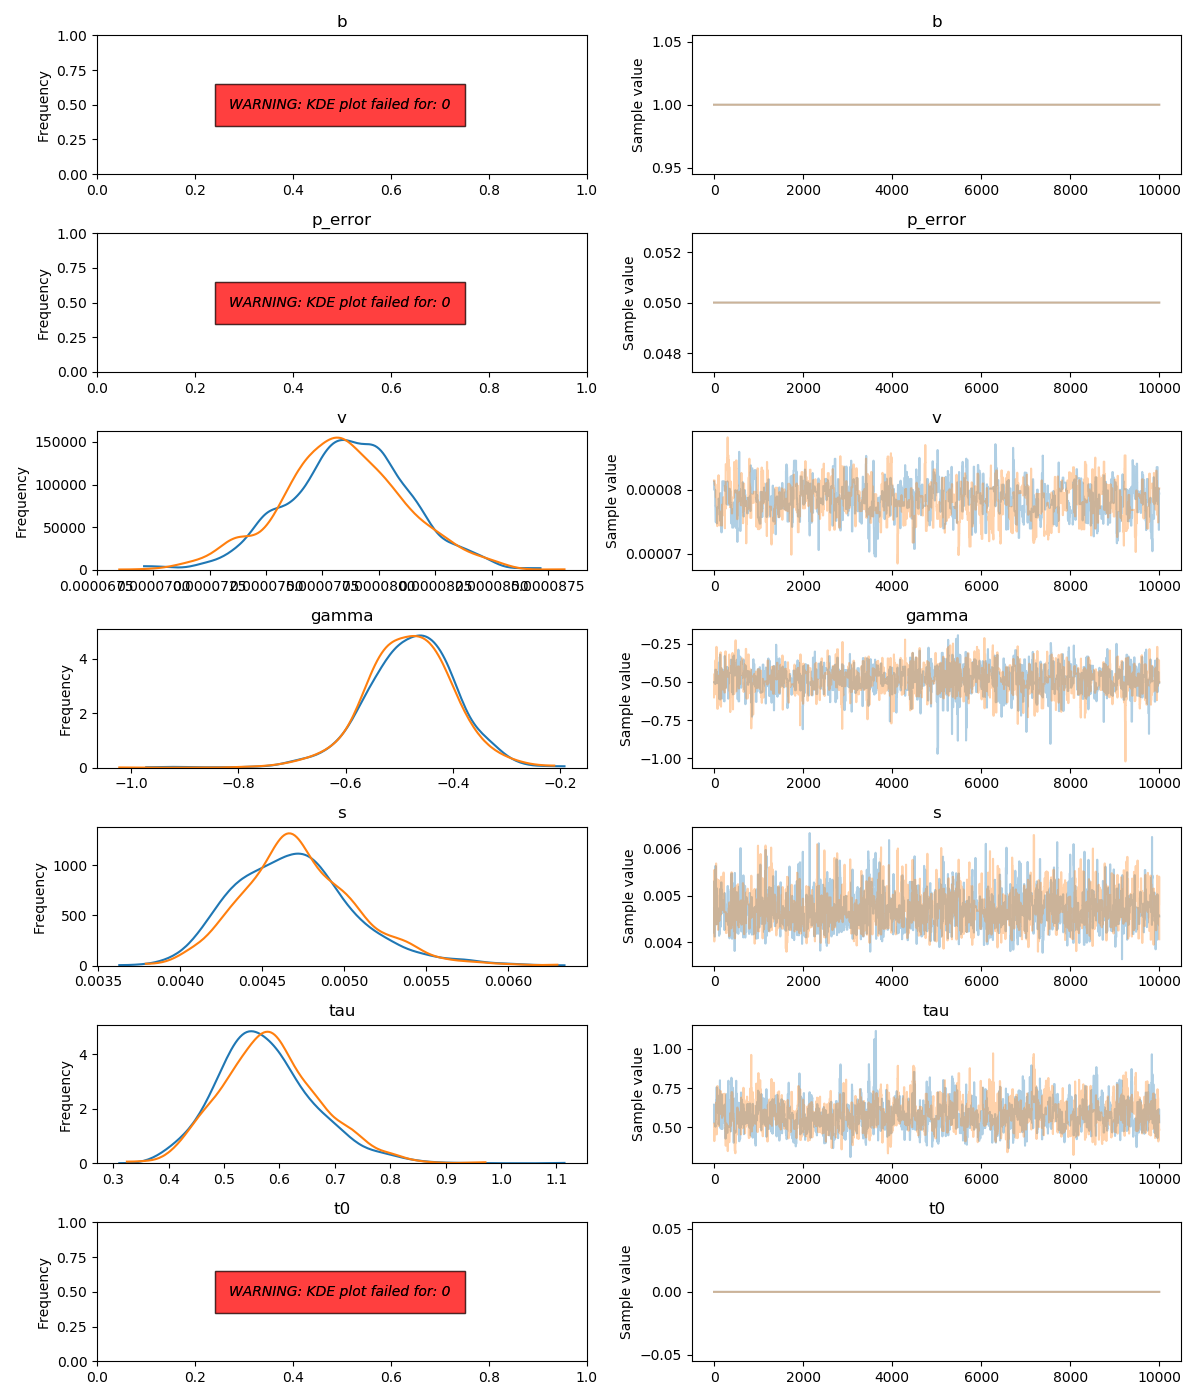 b
b
1.00
0.75
0.50
0.25
0.00
Frequency
WARNING: KDE plot failed for: 0
0.0 0.2 0.4 0.6 0.8 1.0
1.05
1.00
0.95
Sample value
0 2000 4000 6000 8000 10000
p_error
p_error
1.00
0.75
0.50
0.25
0.00
Frequency
WARNING: KDE plot failed for: 0
0.0 0.2 0.4 0.6 0.8 1.0
0.052
0.050
0.048
Sample value
0 2000 4000 6000 8000 10000
v
v
150000
100000
50000
0
Frequency
0.0000675 0.0000700 0.0000725 0.0000750 0.0000775 0.0000800 0.0000825 0.0000850 0.0000875
0.00008
0.00007
Sample value
0 2000 4000 6000 8000 10000
gamma
gamma
4
2
0
Frequency
−1.0 −0.8 −0.6 −0.4 −0.2
−0.25
−0.50
−0.75
−1.00
Sample value
0 2000 4000 6000 8000 10000
s
s
1000
500
0
Frequency
0.0035 0.0040 0.0045 0.0050 0.0055 0.0060
0.006
0.005
0.004
Sample value
0 2000 4000 6000 8000 10000
tau
tau
4
2
0
Frequency
0.3 0.4 0.5 0.6 0.7 0.8 0.9 1.0 1.1
1.00
0.75
0.50
Sample value
0 2000 4000 6000 8000 10000
t0
t0
1.00
0.75
0.50
0.25
0.00
Frequency
WARNING: KDE plot failed for: 0
0.0 0.2 0.4 0.6 0.8 1.0
0.05
0.00
−0.05
Sample value
0 2000 4000 6000 8000 10000